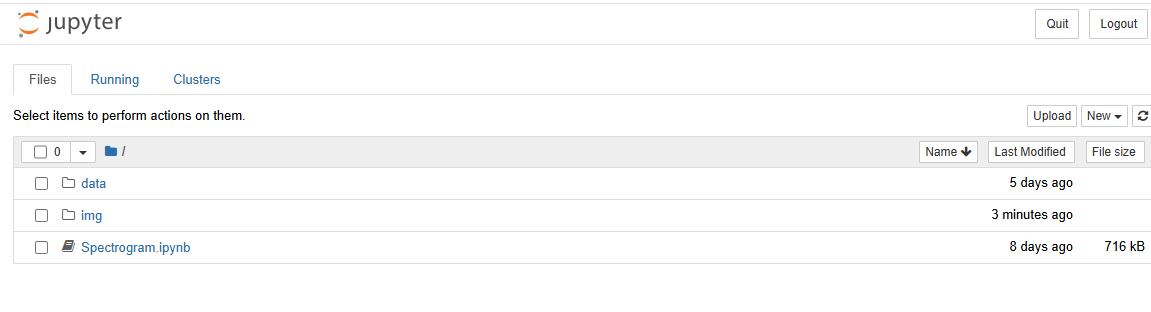 jupyter
Quit Logout
Files Running Clusters
Select items to perform actions on them.
Upload New
0 / Name Last Modified File size
data 5 days ago
img 3 minutes ago
Spectrogram.ipynb 8 days ago 716 kB